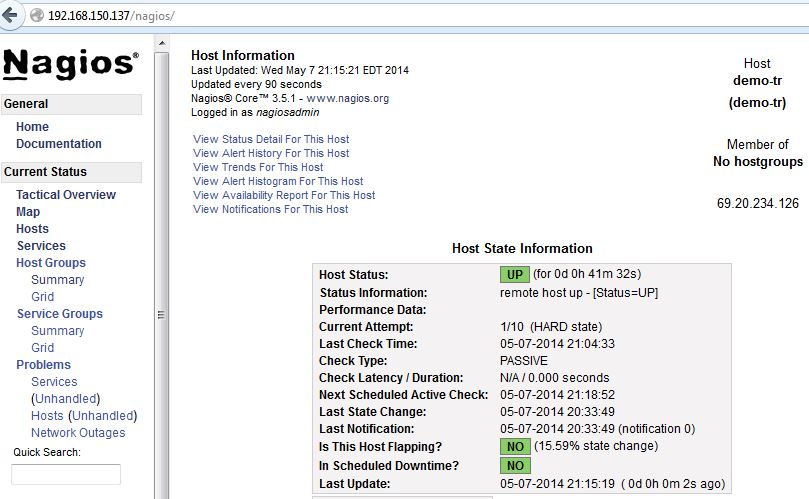 192.168.150.137/nagios/
Nagios®
General
Home
Documentation
Current Status
Tactical Overview
Map
Hosts
Services
Host Groups
Summary
Grid
Service Groups
Summary
Grid
Problems
Services
(Unhandled)
Hosts (Unhandled)
Network Outages
Quick Search:
Host Information
Last Updated: Wed May 7 21:15:21 EDT 2014
Updated every 90 seconds
Nagios® Core™ 3.5.1 - www.nagios.org
Logged in as nagiosadmin
View Status Detail For This Host
View Alert History For This Host
View Trends For This Host
View Alert Histogram For This Host
View Availability Report For This Host
View Notifications For This Host
Host
demo-tr
(demo-tr)
Member of
No hostgroups
69.20.234.126
Host State Information
Host Status: UP (for 0d 0h 41m 32s)
Status Information: remote host up - [Status=UP]
Performance Data:
Current Attempt: 1/10 (HARD state)
Last Check Time: 05-07-2014 21:04:33
Check Type: PASSIVE
Check Latency / Duration: N/A / 0.000 seconds
Next Scheduled Active Check: 05-07-2014 21:18:52
Last State Change: 05-07-2014 20:33:49
Last Notification: 05-07-2014 20:33:49 (notification 0)
Is This Host Flapping? NO (15.59% state change)
In Scheduled Downtime? NO
Last Update: 05-07-2014 21:15:19 ( 0d 0h 0m 2s ago)